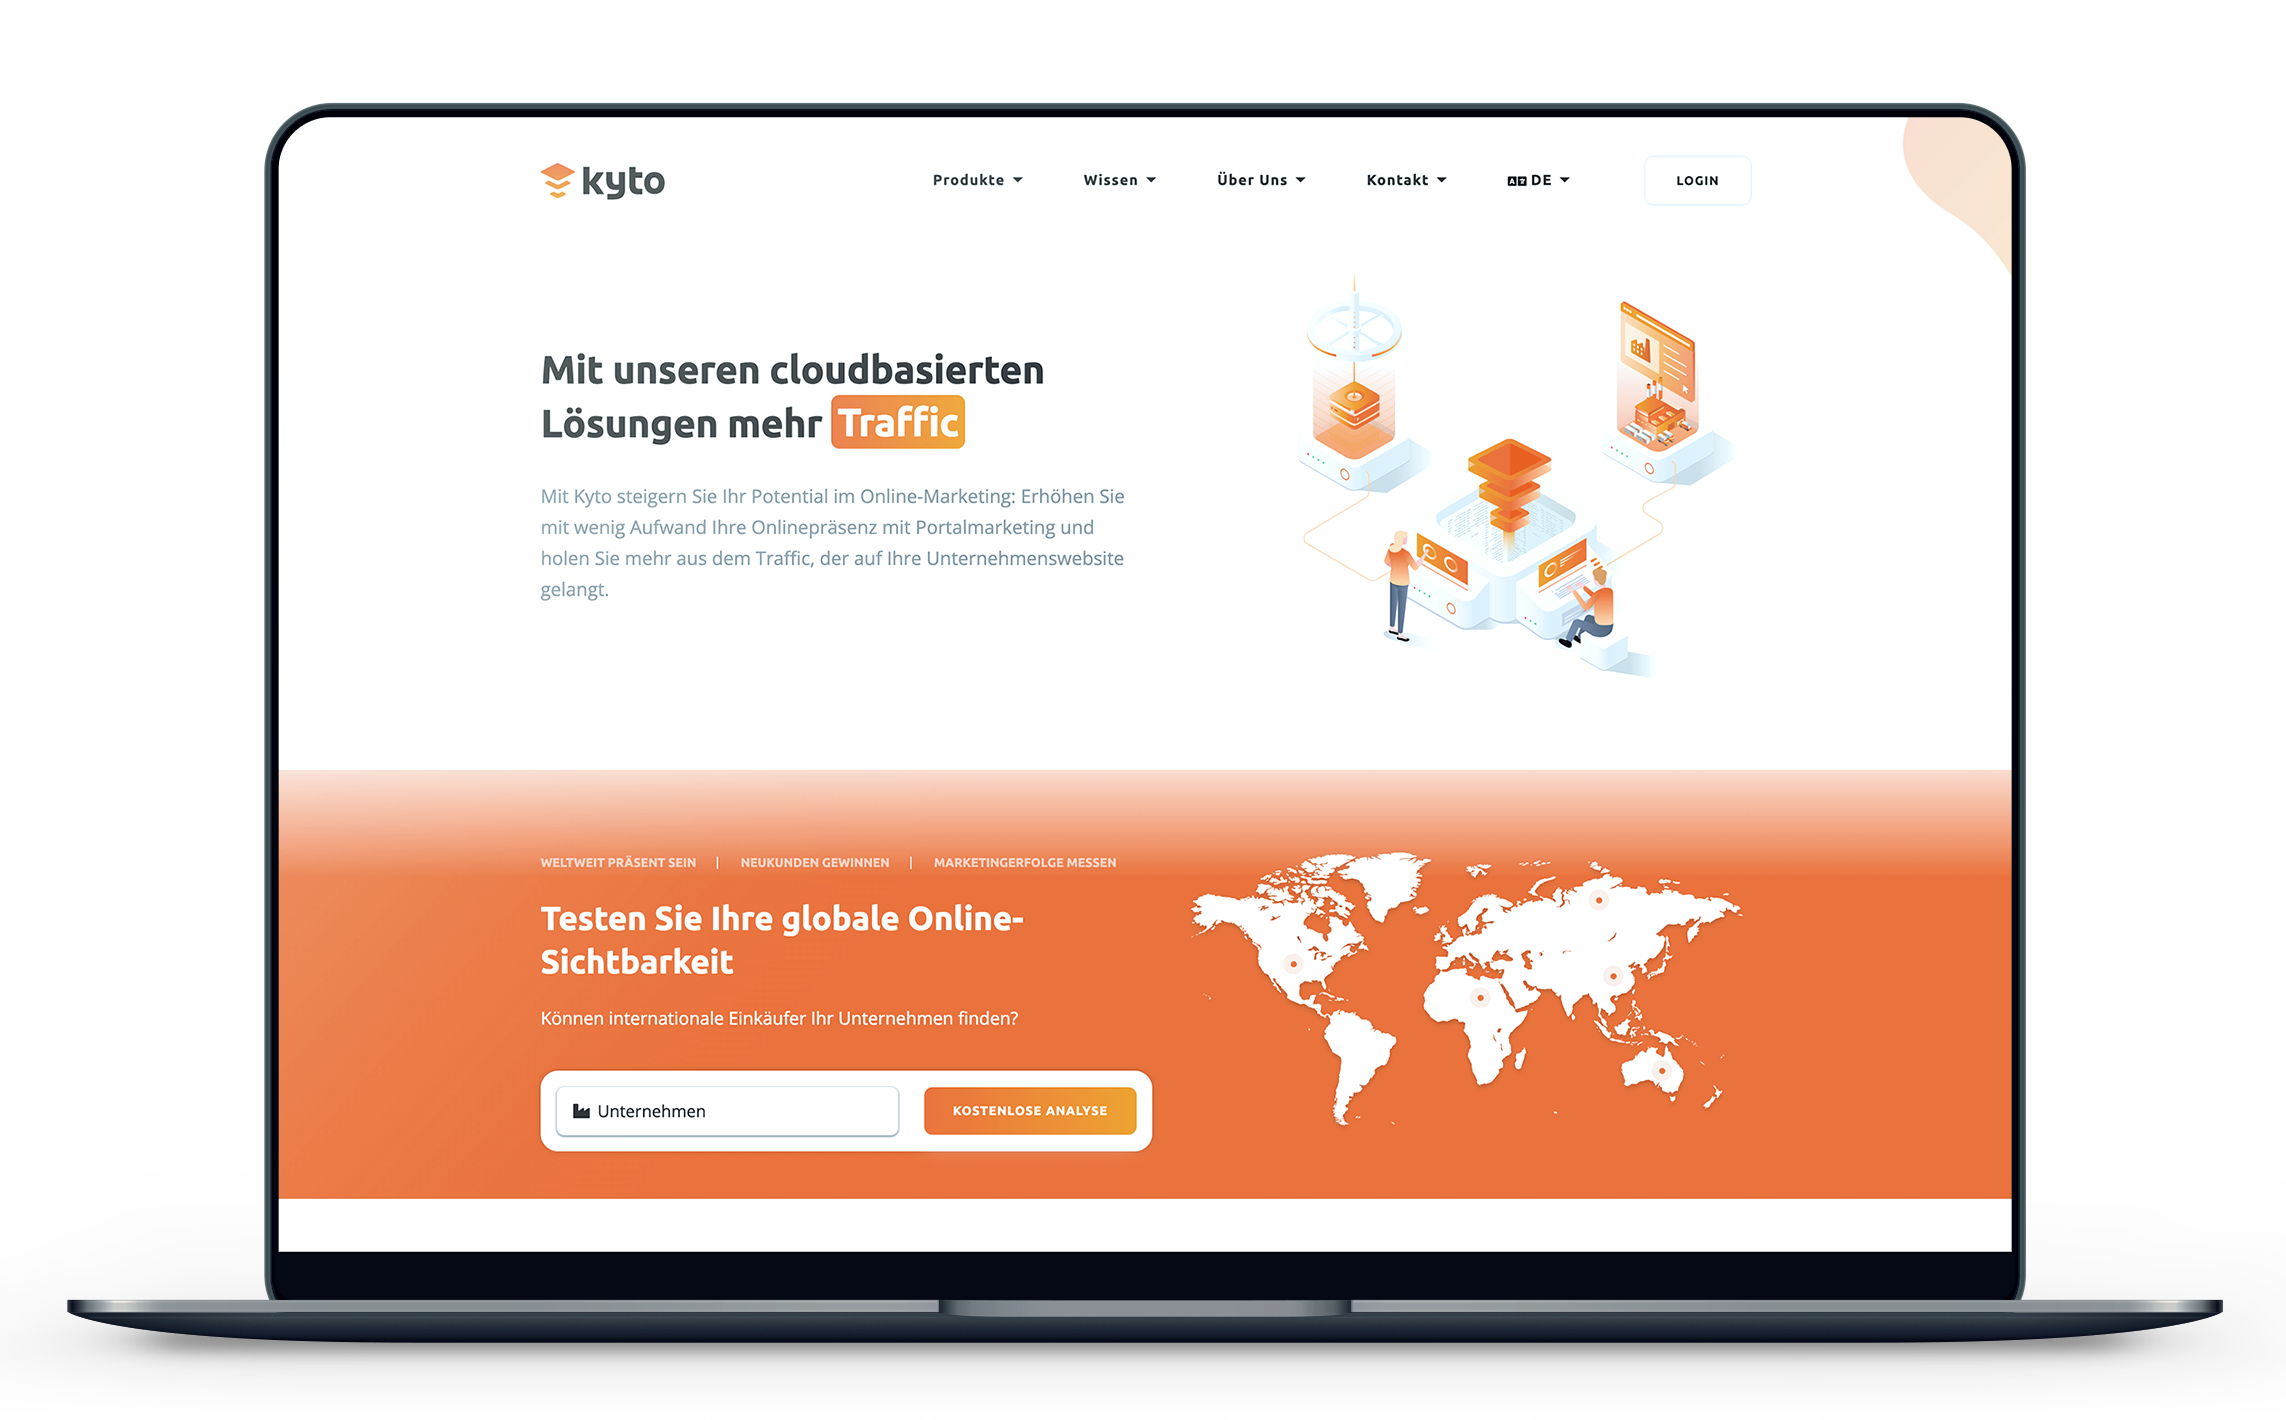 kyto
Produkte
Wissen
Über Uns
Kontakt
DE
LOGIN
Mit unseren cloudbasierten
Lösungen mehr Traffic
Mit Kyto steigern Sie Ihr Potential im Online-Marketing: Erhöhen Sie
mit wenig Aufwand Ihre Onlinepräsenz mit Portalmarketing und
holen Sie mehr aus dem Traffic, der auf Ihre Unternehmenswebsite
gelangt.
WELTWEIT PRÄSENT SEIN | NEUKUNDEN GEWINNEN | MARKETINGERFOLGE MESSEN
Testen Sie Ihre globale Online-
Sichtbarkeit
Können internationale Einkäufer Ihr Unternehmen finden?
Unternehmen
KOSTENLOSE ANALYSE